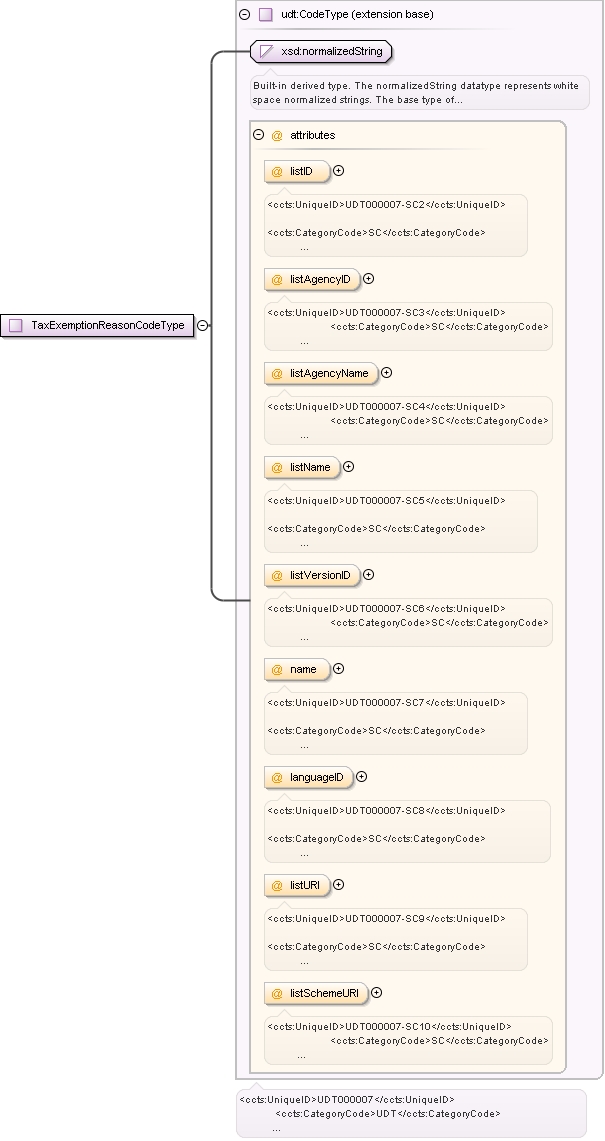 udt:CodeType (extension base)
xsd:normalizedString
Built-in derived type. The normalizedString datatype represents white
space normalized strings. The base type of...
@ attributes
@ listID
<ccts:UniqueID>UDT000007-SC2</ccts:UniqueID>
<ccts:CategoryCode>SC</ccts:CategoryCode>
...
@ listAgencyID
<ccts:UniqueID>UDT000007-SC3</ccts:UniqueID>
<ccts:CategoryCode>SC</ccts:CategoryCode>
...
TaxExemptionReasonCodeType
@ listAgencyName
<ccts:UniqueID>UDT000007-SC4</ccts:UniqueID>
<ccts:CategoryCode>SC</ccts:CategoryCode>
...
@ listName
<ccts:UniqueID>UDT000007-SC5</ccts:UniqueID>
<ccts:CategoryCode>SC</ccts:CategoryCode>
...
@ listVersionID
<ccts:UniqueID>UDT000007-SC6</ccts:UniqueID>
<ccts:CategoryCode>SC</ccts:CategoryCode>
...
@ name
<ccts:UniqueID>UDT000007-SC7</ccts:UniqueID>
<ccts:CategoryCode>SC</ccts:CategoryCode>
...
@ languageID
<ccts:UniqueID>UDT000007-SC8</ccts:UniqueID>
<ccts:CategoryCode>SC</ccts:CategoryCode>
...
@ listURI
<ccts:UniqueID>UDT000007-SC9</ccts:UniqueID>
<ccts:CategoryCode>SC</ccts:CategoryCode>
...
@ listSchemeURI
<ccts:UniqueID>UDT000007-SC10</ccts:UniqueID>
<ccts:CategoryCode>SC</ccts:CategoryCode>
...
<ccts:UniqueID>UDT000007</ccts:UniqueID>
<ccts:CategoryCode>UDT</ccts:CategoryCode>
...